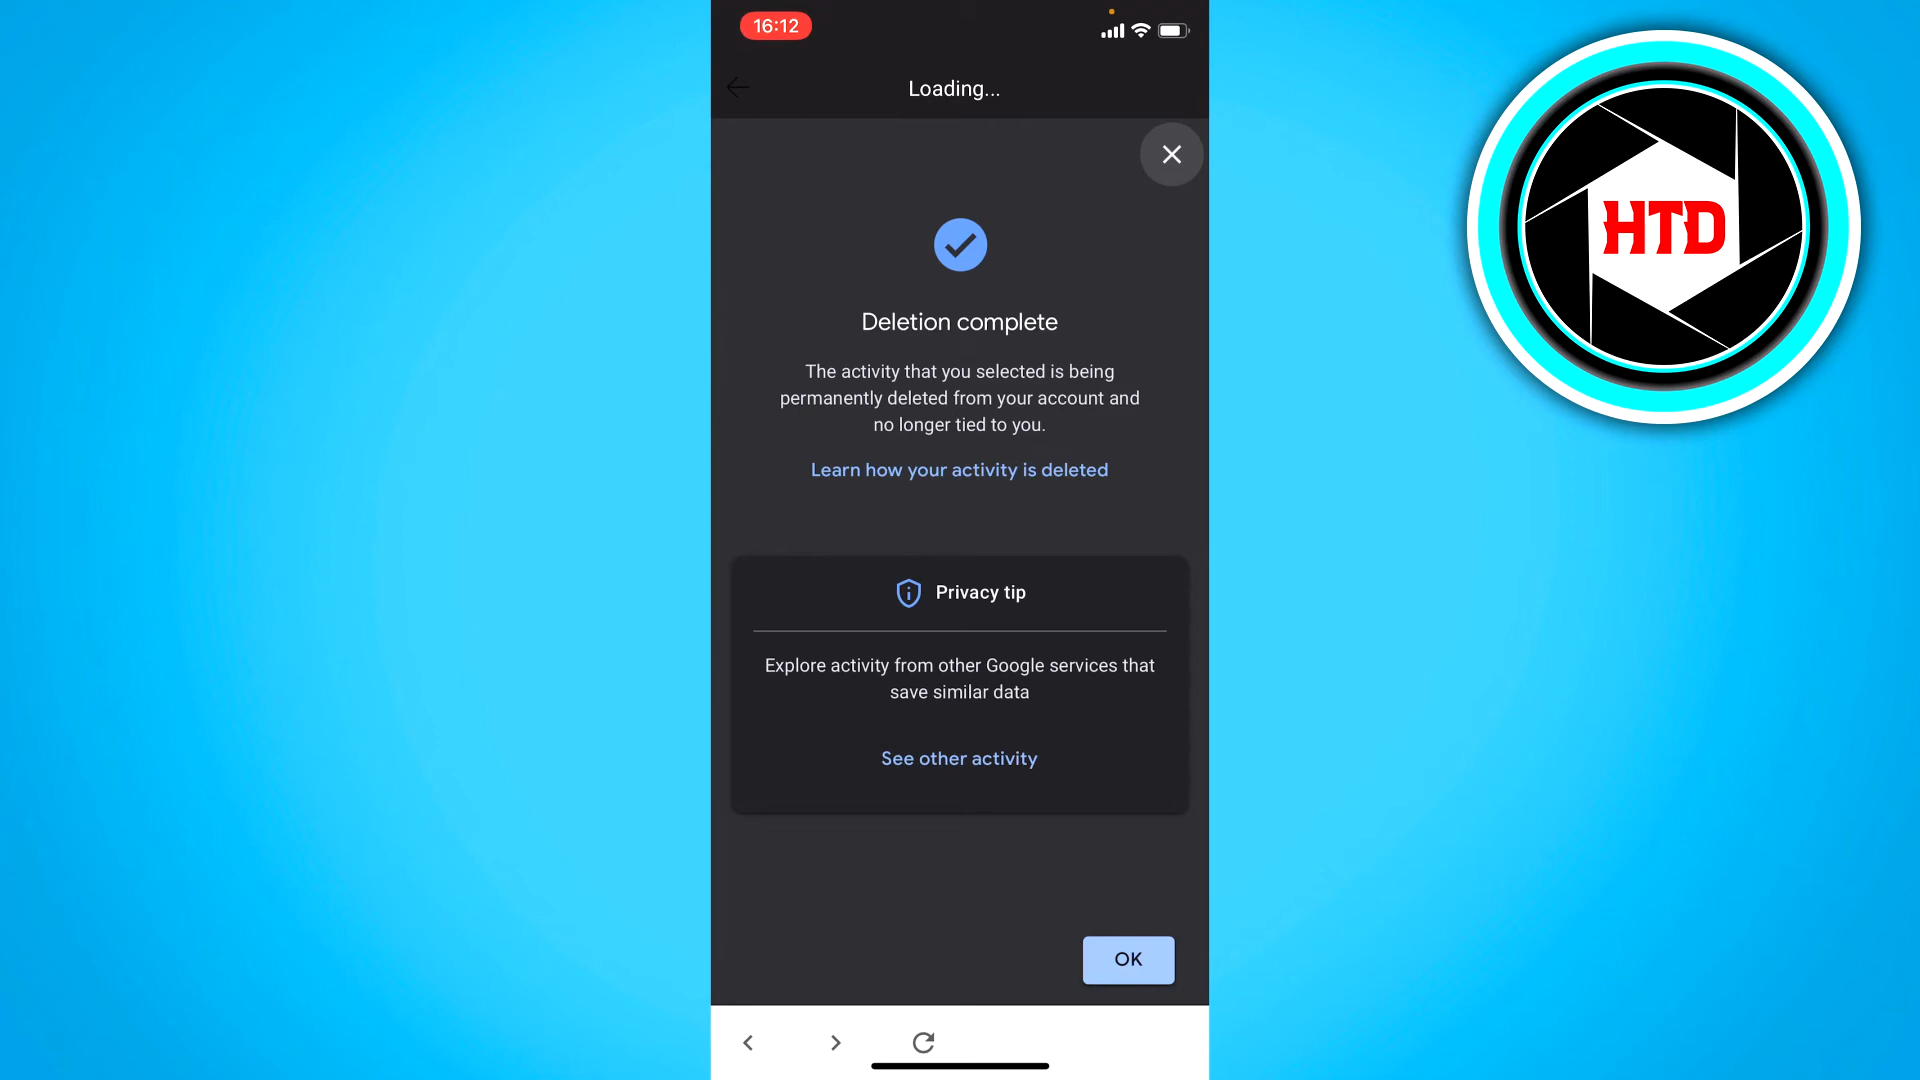 16:12
Loading...
HTD
Deletion complete
The activity that you selected is being
permanently deleted from your account and
no longer tied to you.
Learn how your activity is deleted
Privacy tip
Explore activity from other Google services that
save similar data
See other activity
OK